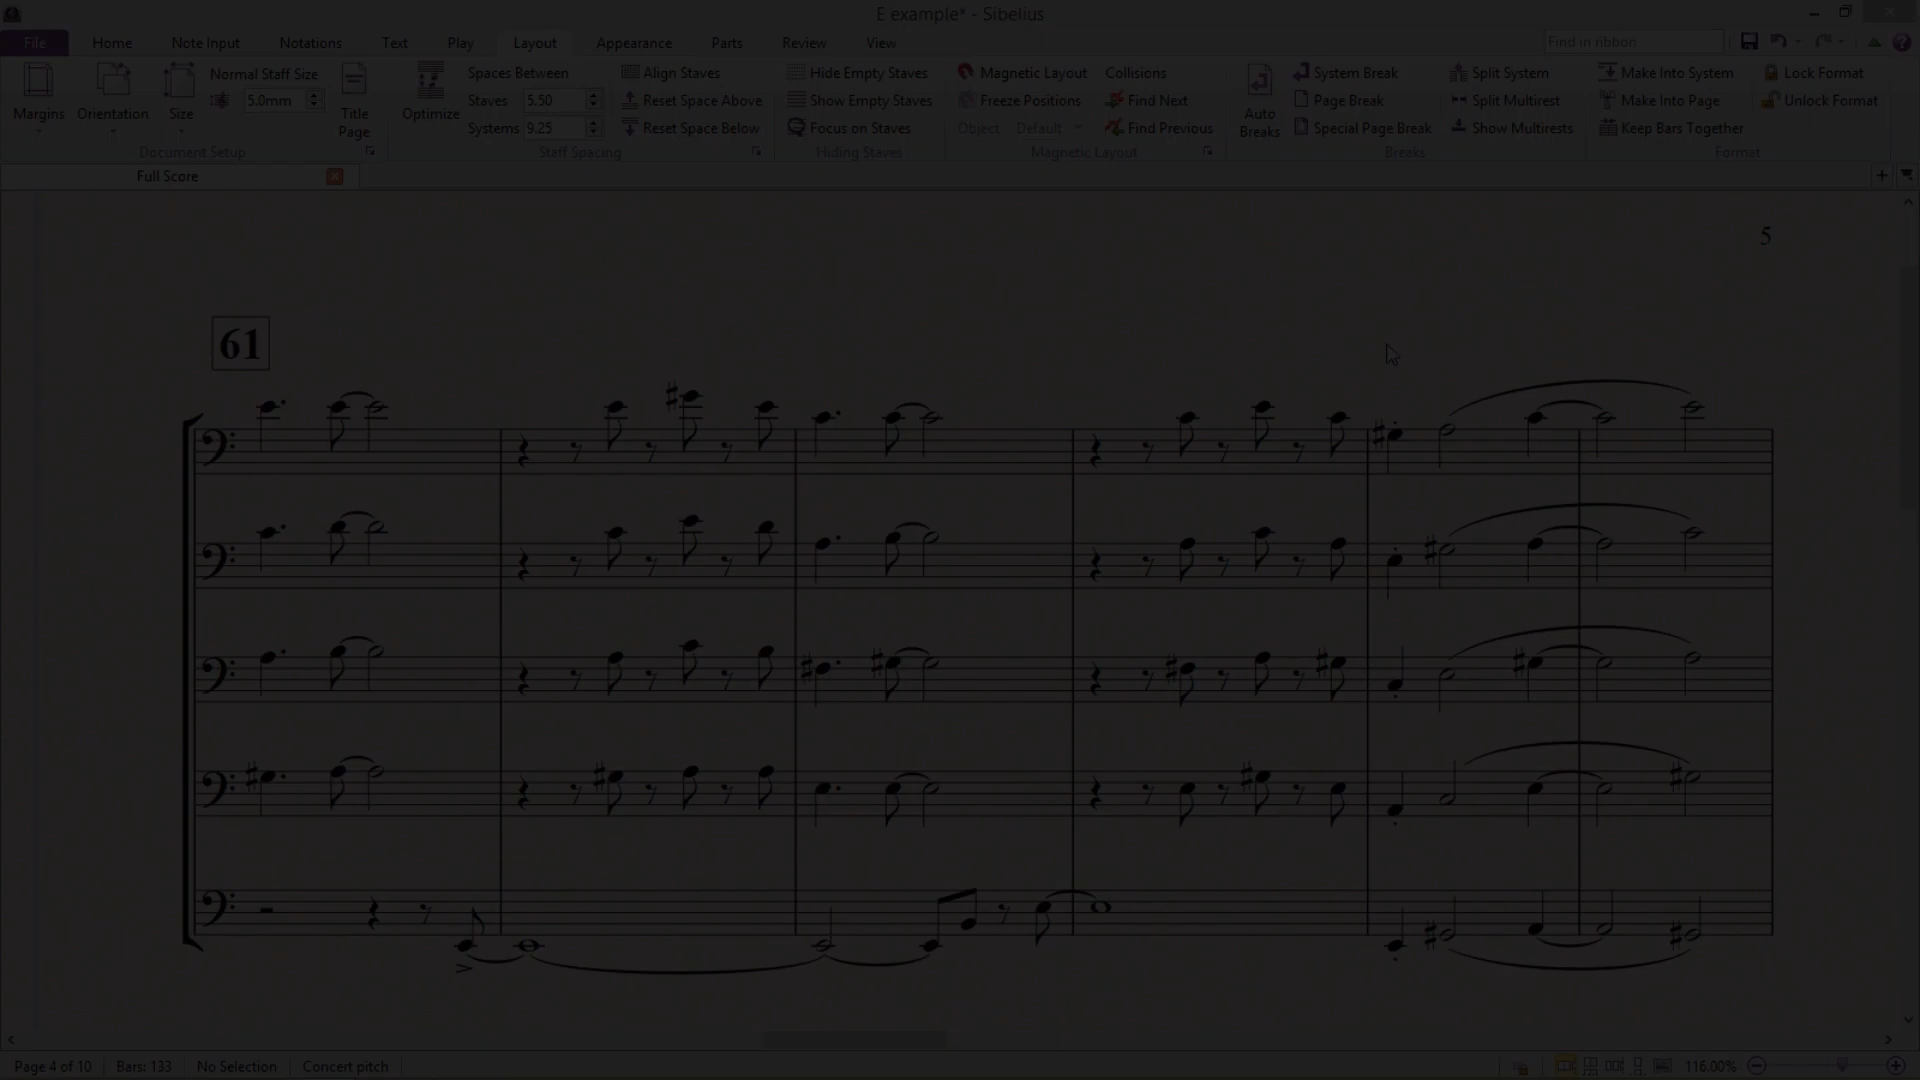 E example* - Sibelius
File Home Note Input Notations Text Play Layout Appearance Parts Review View Find in ribbon
Margins Orientation Size Normal Staff Size 5.0mm Title Page
Document Setup
Optimize Spaces Between
Staves 5.50
Systems 9.25
Align Staves
Reset Space Above
Reset Space Below
Staff Spacing
Hide Empty Staves
Show Empty Staves
Focus on Staves
Hiding Staves
Magnetic Layout
Freeze Positions
Object Default
Collisions
Find Next
Find Previous
Magnetic Layout
Auto Breaks
System Break
Page Break
Special Page Break
Split System
Split Multirest
Show Multirests
Breaks
Make Into System
Make Into Page
Keep Bars Together
Lock Format
Unlock Format
Format
Full Score
5
61
Page 4 of 10 Bars: 133 No Selection Concert pitch 116.00%